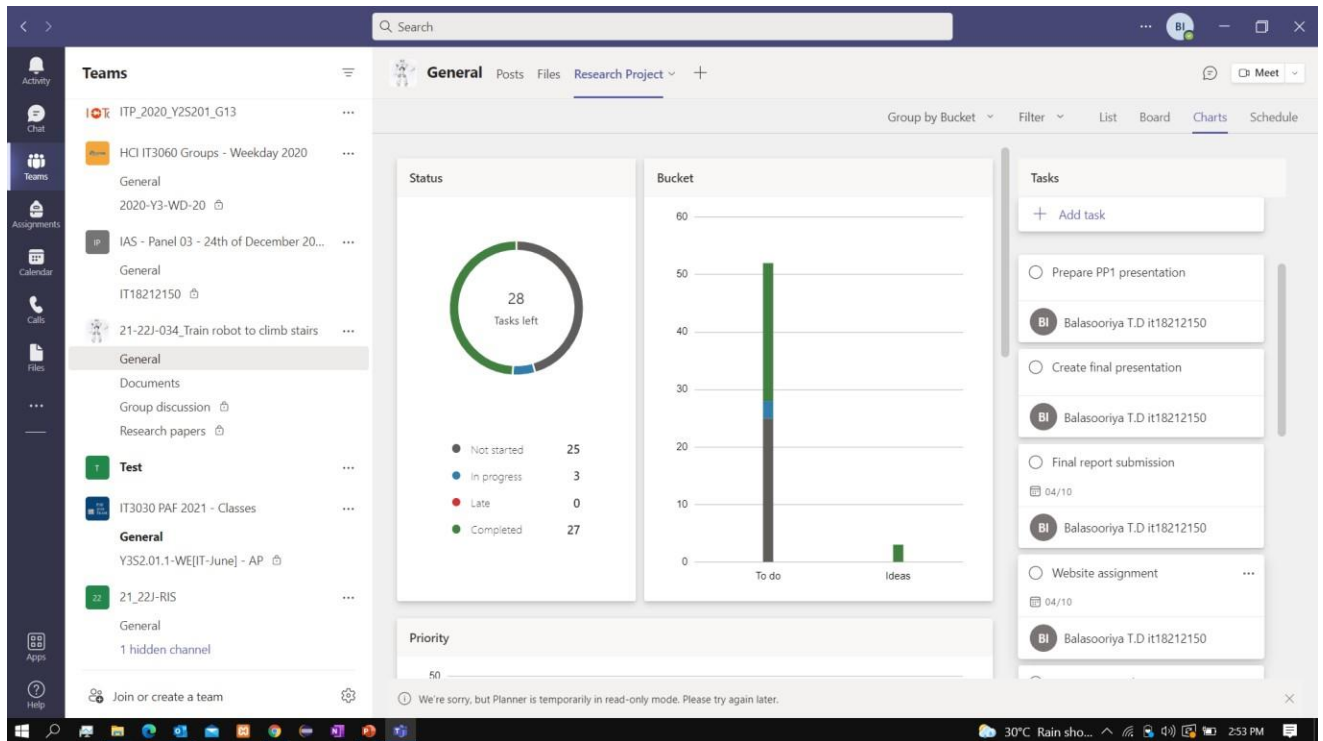 Search
BI
Activity
Chat
Teams
Assignments
Calendar
Calls
Files
Apps
Help
Teams
ITP_2020_Y2S201_G13
HCI IT3060 Groups - Weekday 2020
General
2020-Y3-WD-20
IP
IAS - Panel 03 - 24th of December 20...
General
IT18212150
21-22J-034_Train robot to climb stairs
General
Documents
Group discussion
Research papers
T
Test
IT3030 PAF 2021 - Classes
General
Y3S2.01.1-WE[IT-June] - AP
22
21_22J-RIS
General
1 hidden channel
Join or create a team
General Posts Files Research Project
Meet
Group by Bucket Filter List Board Charts Schedule
Status
28
Tasks left
Not started 25
In progress 3
Late 0
Completed 27
Bucket
60
50
40
30
20
10
0
To do Ideas
Priority
50
Tasks
Add task
Prepare PP1 presentation
BI Balasooriya T.D it18212150
Create final presentation
BI Balasooriya T.D it18212150
Final report submission
04/10
BI Balasooriya T.D it18212150
Website assignment
04/10
BI Balasooriya T.D it18212150
We're sorry, but Planner is temporarily in read-only mode. Please try again later.
30°C Rain sho... 2:53 PM